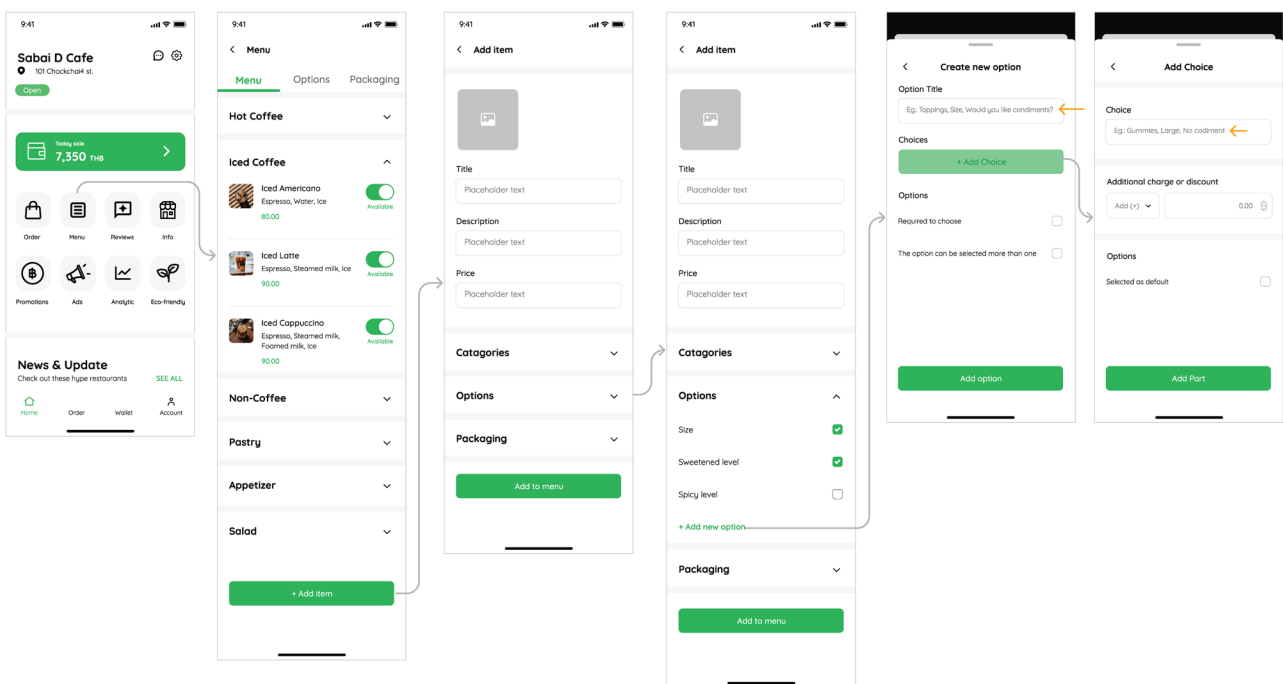 9:41
Sabai D Cafe
101 Chockchai4 st.
Open
Today sale
7,350 THB
Order
Menu
Reviews
Info
Promotions
Ads
Analytic
Eco-friendly
News & Update
Check out these hype restaurants
SEE ALL
Home
Order
Wallet
Account
9:41
Menu
Menu
Options
Packaging
Hot Coffee
Iced Coffee
Iced Americano
Espresso, Water, Ice
80.00
Available
Iced Latte
Espresso, Steamed milk, Ice
90.00
Available
Iced Cappuccino
Espresso, Steamed milk,
Foamed milk, Ice
90.00
Available
Non-Coffee
Pastry
Appetizer
Salad
+ Add item
9:41
Add item
Title
Placeholder text
Description
Placeholder text
Price
Placeholder text
Catagories
Options
Packaging
Add to menu
9:41
Add item
Title
Placeholder text
Description
Placeholder text
Price
Placeholder text
Catagories
Options
Size
Sweetened level
Spicy level
+ Add new option
Packaging
Add to menu
Create new option
Option Title
Eg.: Toppings, Size, Would you like condiments?
Choices
+ Add Choice
Options
Required to choose
The option can be selected more than one
Add option
Add Choice
Choice
Eg.: Gummies, Large, No codiment
Additional charge or discount
Add (+)
0.00 ฿
Options
Selected as default
Add Part